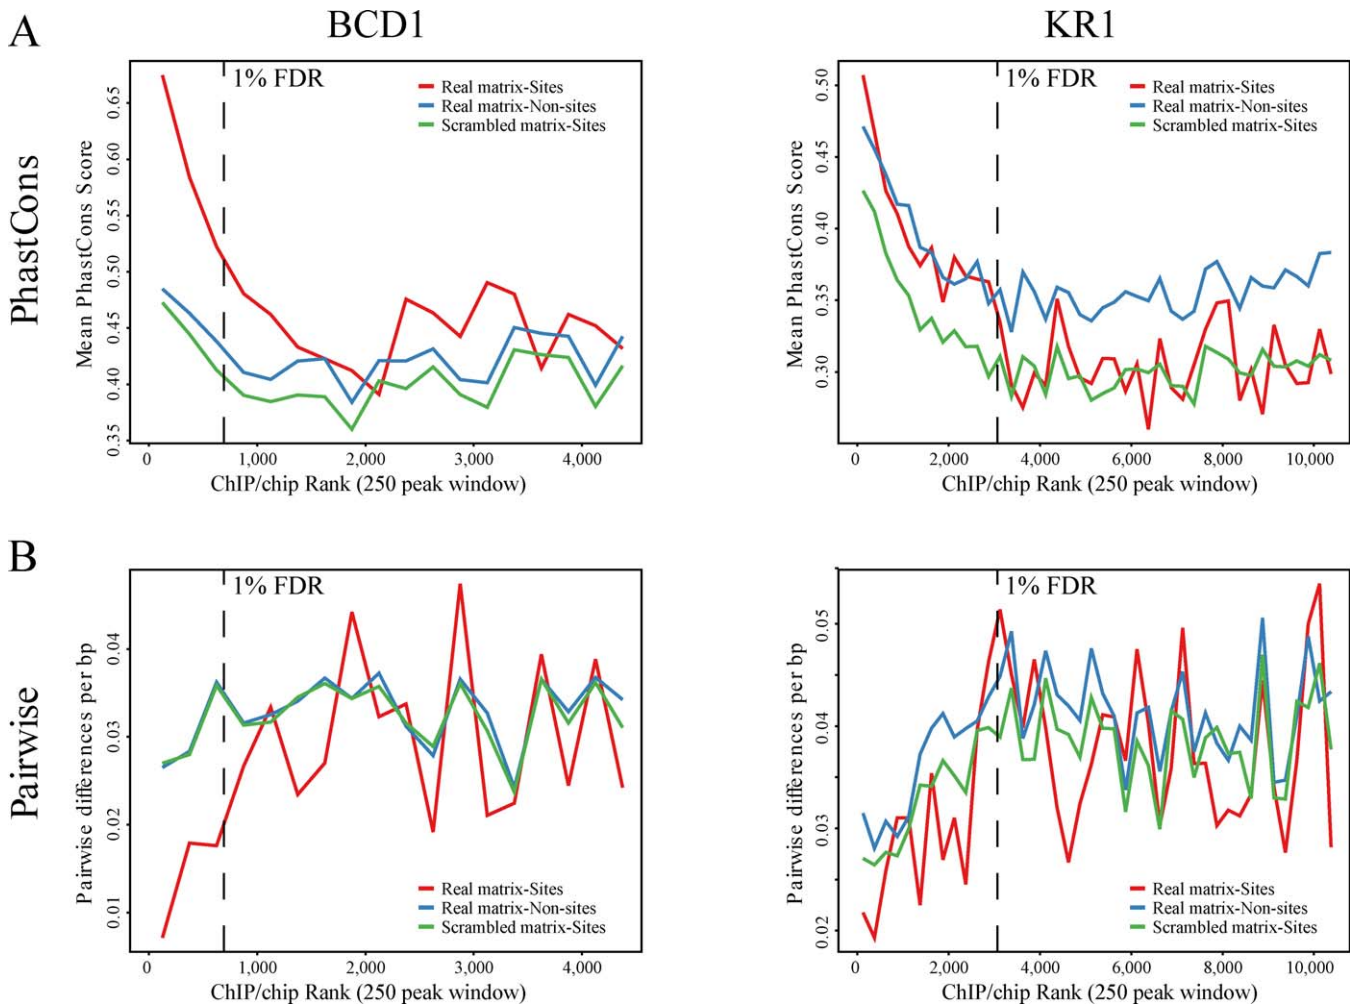 A
BCD1
KR1
PhastCons
Mean PhastCons Score
0.35 0.40 0.45 0.50 0.55 0.60 0.65
1% FDR
Real matrix-Sites
Real matrix-Non-sites
Scrambled matrix-Sites
0 1,000 2,000 3,000 4,000
ChIP/chip Rank (250 peak window)
Mean PhastCons Score
0.30 0.35 0.40 0.45 0.50
1% FDR
Real matrix-Sites
Real matrix-Non-sites
Scrambled matrix-Sites
0 2,000 4,000 6,000 8,000 10,000
ChIP/chip Rank (250 peak window)
B
Pairwise
Pairwise differences per bp
0.01 0.02 0.03 0.04
1% FDR
Real matrix-Sites
Real matrix-Non-sites
Scrambled matrix-Sites
0 1,000 2,000 3,000 4,000
ChIP/chip Rank (250 peak window)
Pairwise differences per bp
0.02 0.03 0.04 0.05
1% FDR
Real matrix-Sites
Real matrix-Non-sites
Scrambled matrix-Sites
0 2,000 4,000 6,000 8,000 10,000
ChIP/chip Rank (250 peak window)